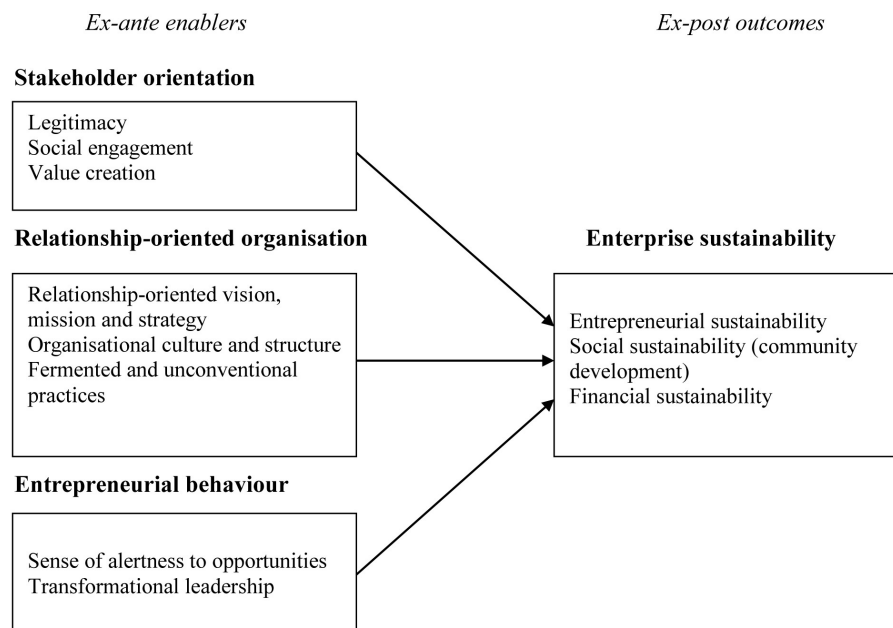 Ex-ante enablers
Ex-post outcomes
Stakeholder orientation
Legitimacy
Social engagement
Value creation
Relationship-oriented organisation
Relationship-oriented vision,
mission and strategy
Organisational culture and structure
Fermented and unconventional
practices
Entrepreneurial behaviour
Sense of alertness to opportunities
Transformational leadership
Enterprise sustainability
Entrepreneurial sustainability
Social sustainability (community
development)
Financial sustainability